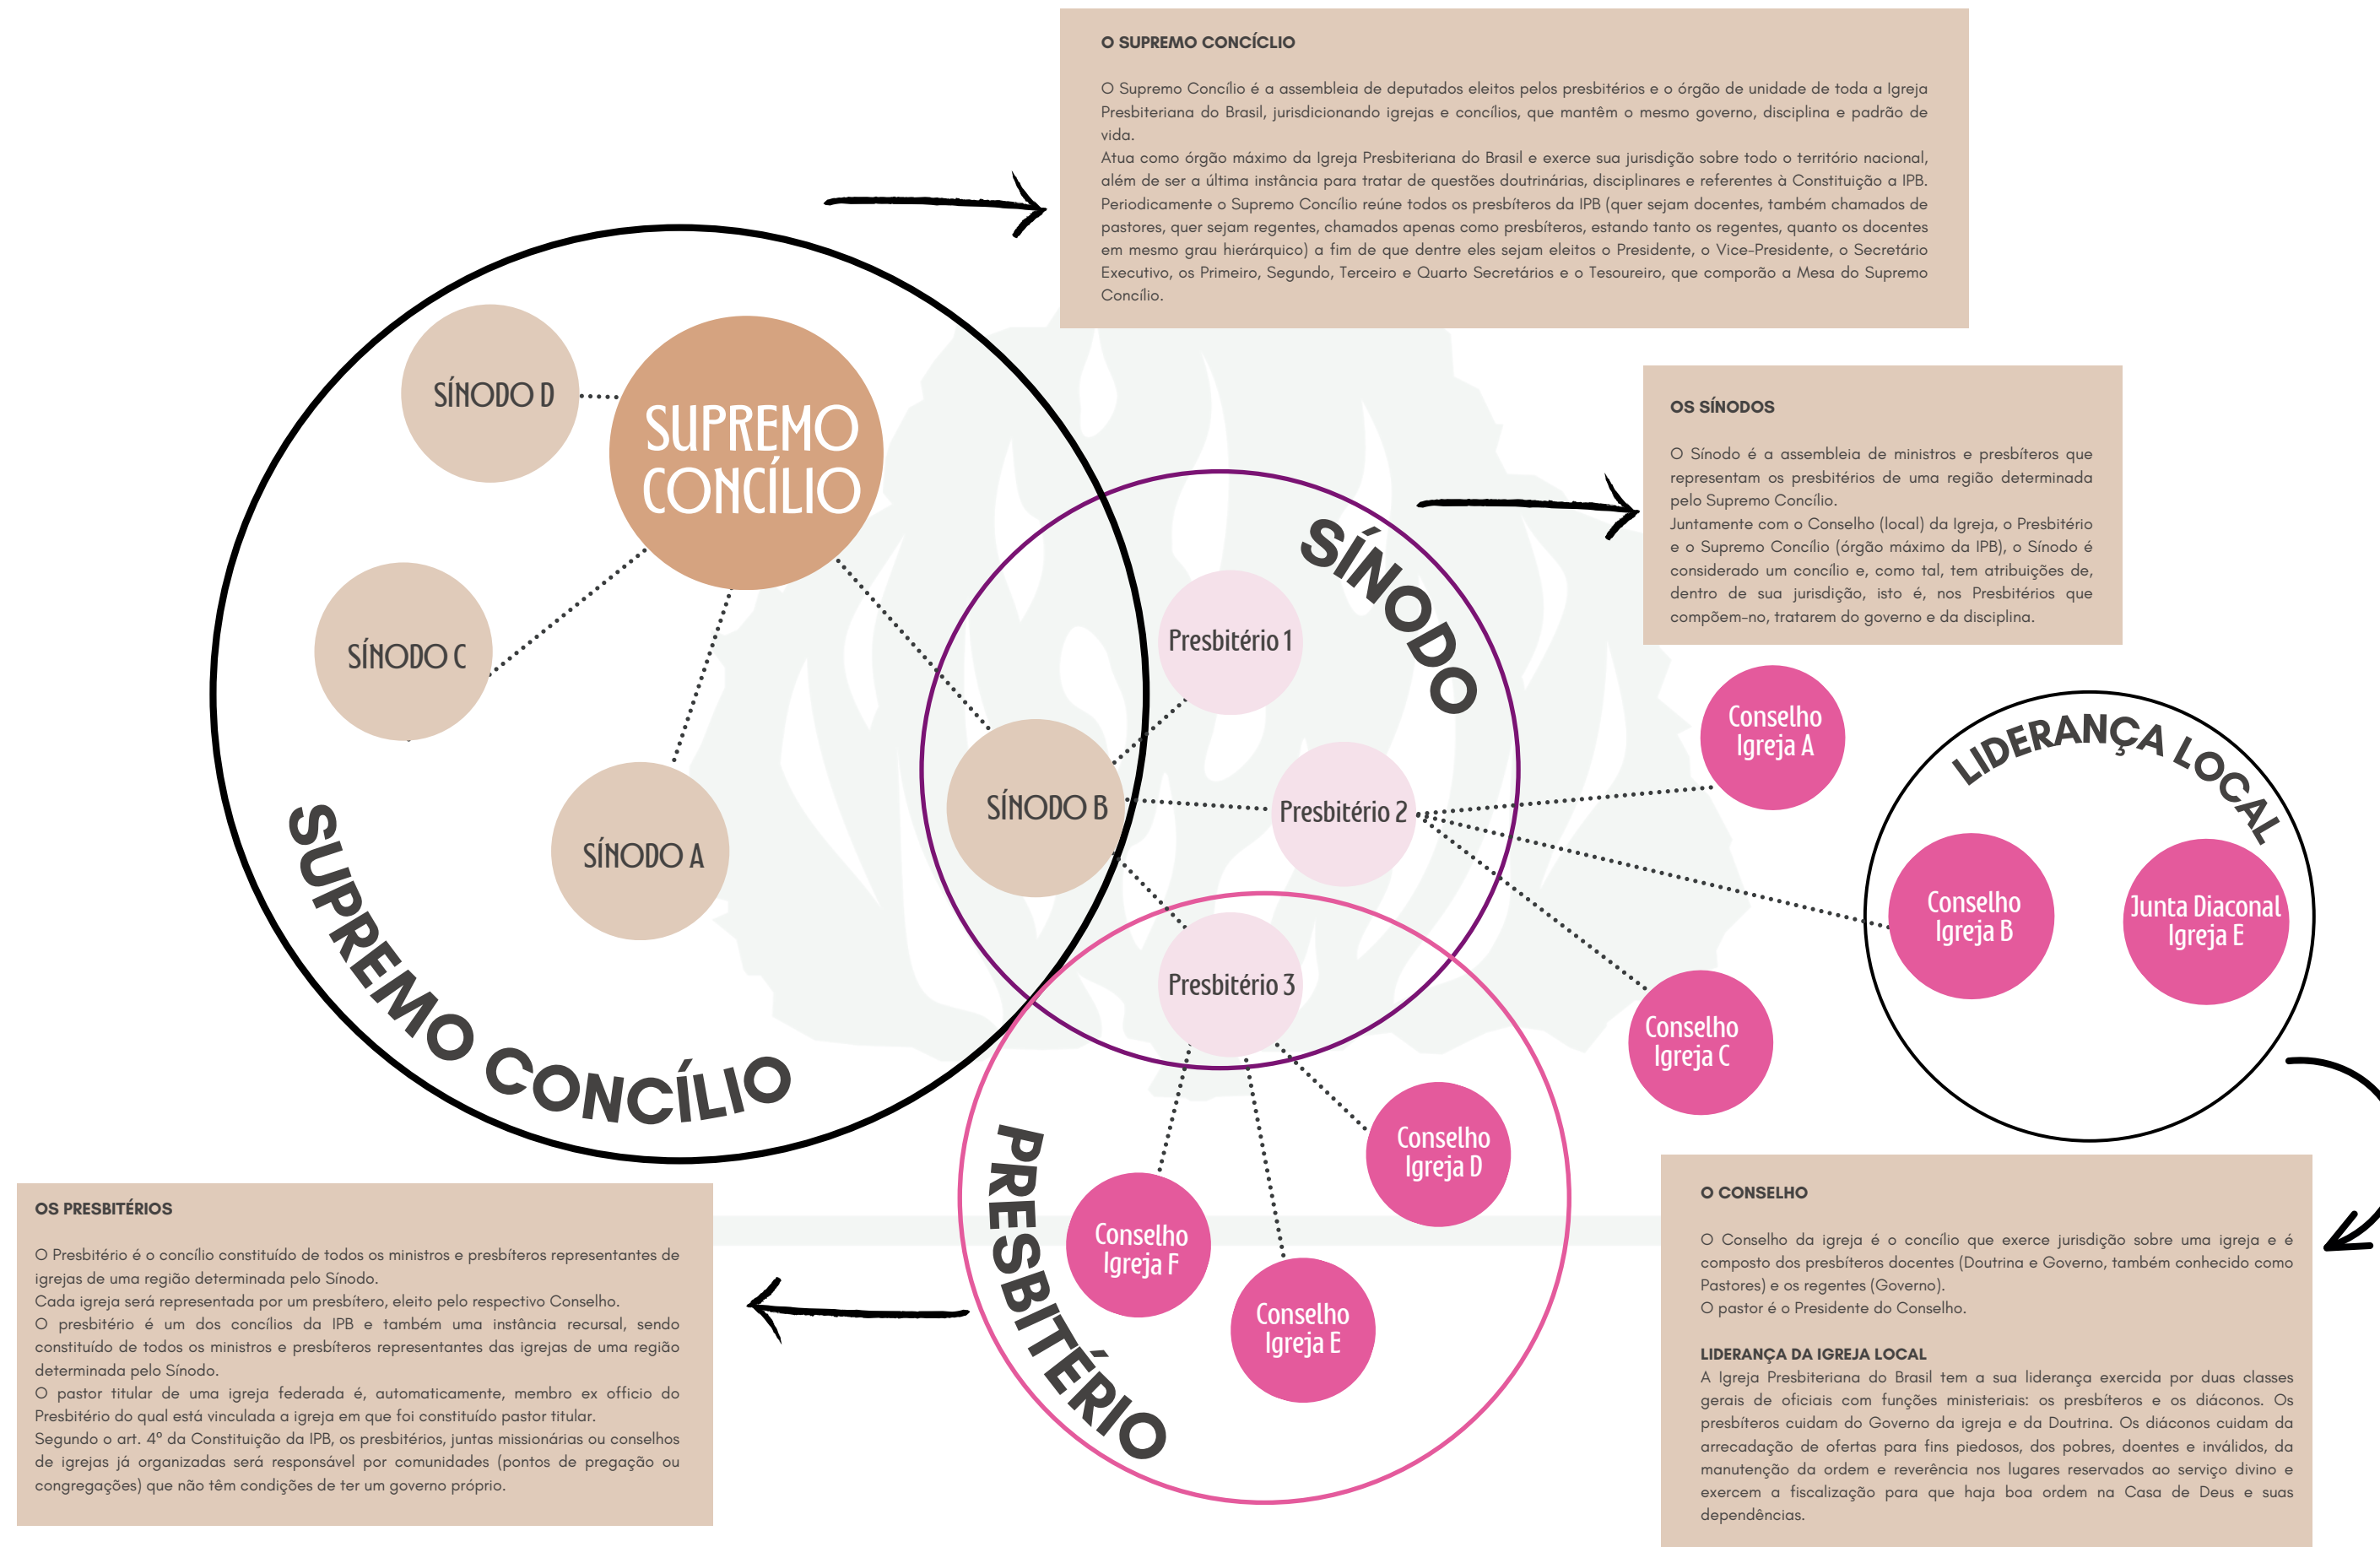 O SUPREMO CONCÍCLIO
O Supremo Concílio é a assembleia de deputados eleitos pelos presbitérios e o órgão de unidade de toda a Igreja
Presbiteriana do Brasil, jurisdicionando igrejas e concílios, que mantêm o mesmo governo, disciplina e padrão de
vida.
Atua como órgão máximo da Igreja Presbiteriana do Brasil e exerce sua jurisdição sobre todo o território nacional,
além de ser a última instância para tratar de questões doutrinárias, disciplinares e referentes à Constituição a IPB.
Periodicamente o Supremo Concílio reúne todos os presbíteros da IPB (quer sejam docentes, também chamados de
pastores, quer sejam regentes, chamados apenas como presbíteros, estando tanto os regentes, quanto os docentes
em mesmo grau hierárquico) a fim de que dentre eles sejam eleitos o Presidente, o Vice-Presidente, o Secretário
Executivo, os Primeiro, Segundo, Terceiro e Quarto Secretários e o Tesoureiro, que comporão a Mesa do Supremo
Concílio.
SÍNODO D
SUPREMO
CONCÍLIO
SÍNODO C
SÍNODO A
SÍNODO B
SUPREMO CONCÍLIO
SÍNODO
Presbitério 1
Presbitério 2
Presbitério 3
OS SÍNODOS
O Sínodo é a assembleia de ministros e presbíteros que
representam os presbitérios de uma região determinada
pelo Supremo Concílio.
Juntamente com o Conselho (local) da Igreja, o Presbitério
e o Supremo Concílio (órgão máximo da IPB), o Sínodo é
considerado um concílio e, como tal, tem atribuições de,
dentro de sua jurisdição, isto é, nos Presbitérios que
compõem-no, tratarem do governo e da disciplina.
Conselho
Igreja A
LIDERANÇA LOCAL
Conselho
Igreja B
Junta Diaconal
Igreja E
Conselho
Igreja C
PRESBITÉRIO
Conselho
Igreja D
Conselho
Igreja F
Conselho
Igreja E
OS PRESBITÉRIOS
O Presbitério é o concílio constituído de todos os ministros e presbíteros representantes de
igrejas de uma região determinada pelo Sínodo.
Cada igreja será representada por um presbítero, eleito pelo respectivo Conselho.
O presbitério é um dos concílios da IPB e também uma instância recursal, sendo
constituído de todos os ministros e presbíteros representantes das igrejas de uma região
determinada pelo Sínodo.
O pastor titular de uma igreja federada é, automaticamente, membro ex officio do
Presbitério do qual está vinculada a igreja em que foi constituído pastor titular.
Segundo o art. 4º da Constituição da IPB, os presbitérios, juntas missionárias ou conselhos
de igrejas já organizadas será responsável por comunidades (pontos de pregação ou
congregações) que não têm condições de ter um governo próprio.
O CONSELHO
O Conselho da igreja é o concílio que exerce jurisdição sobre uma igreja e é
composto dos presbíteros docentes (Doutrina e Governo, também conhecido como
Pastores) e os regentes (Governo).
O pastor é o Presidente do Conselho.
LIDERANÇA DA IGREJA LOCAL
A Igreja Presbiteriana do Brasil tem a sua liderança exercida por duas classes
gerais de oficiais com funções ministeriais: os presbíteros e os diáconos. Os
presbíteros cuidam do Governo da igreja e da Doutrina. Os diáconos cuidam da
arrecadação de ofertas para fins piedosos, dos pobres, doentes e inválidos, da
manutenção da ordem e reverência nos lugares reservados ao serviço divino e
exercem a fiscalização para que haja boa ordem na Casa de Deus e suas
dependências.